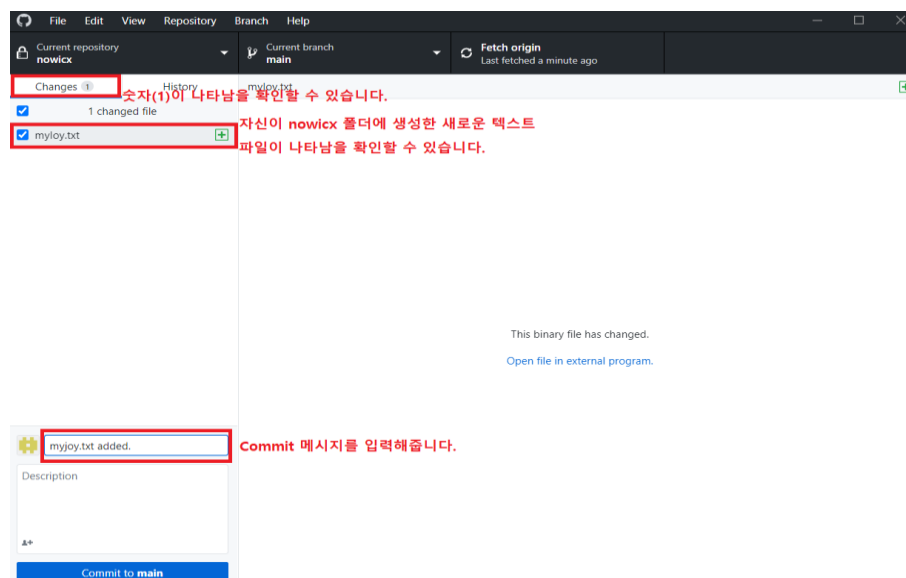 File Edit View Repository Branch Help
Current repository
nowicx
Current branch
main
Fetch origin
Last fetched a minute ago
Changes 1 History myloy.txt
숫자(1)이 나타남을 확인할 수 있습니다.
1 changed file
자신이 nowicx 폴더에 생성한 새로운 텍스트
myloy.txt
파일이 나타남을 확인할 수 있습니다.
This binary file has changed.
Open file in external program.
myjoy.txt added.
Commit 메시지를 입력해줍니다.
Description
Commit to main